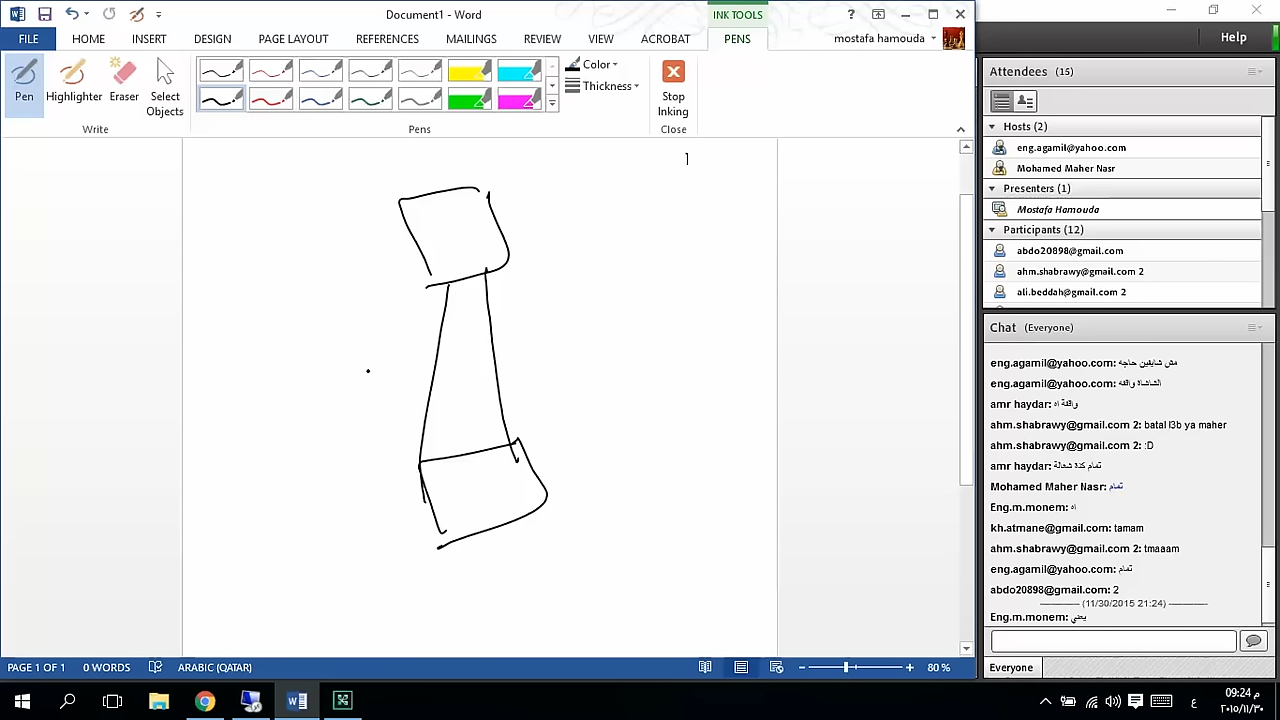 Document1 - Word
INK TOOLS
?
FILE
HOME
INSERT
DESIGN
PAGE LAYOUT
REFERENCES
MAILINGS
REVIEW
VIEW
ACROBAT
PENS
mostafa hamouda
Help
Pen
Highlighter
Eraser
Select
Objects
Color
Thickness
Stop
Inking
Write
Pens
Close
1
Attendees (15)
Hosts (2)
eng.agamil@yahoo.com
Mohamed Maher Nasr
Presenters (1)
Mostafa Hamouda
Participants (12)
abdo20898@gmail.com
ahm.shabrawy@gmail.com 2
ali.beddah@gmail.com 2
Chat (Everyone)
eng.agamil@yahoo.com: مش شايفين حاجه
eng.agamil@yahoo.com: الشاشاة واقفه
amr haydar: واقفة اه
ahm.shabrawy@gmail.com 2: batal l3b ya maher
ahm.shabrawy@gmail.com 2: :D
amr haydar: تمام كدة شغالة
Mohamed Maher Nasr: تمام
Eng.m.monem: اه
kh.atmane@gmail.com: tamam
ahm.shabrawy@gmail.com 2: tmaaam
eng.agamil@yahoo.com: تمام
abdo20898@gmail.com: 2
(11/30/2015 21:24)
Eng.m.monem: يعني
Everyone
PAGE 1 OF 1
0 WORDS
ARABIC (QATAR)
80 %
ع
09:24 م
٢٠١٥/١١/٣٠